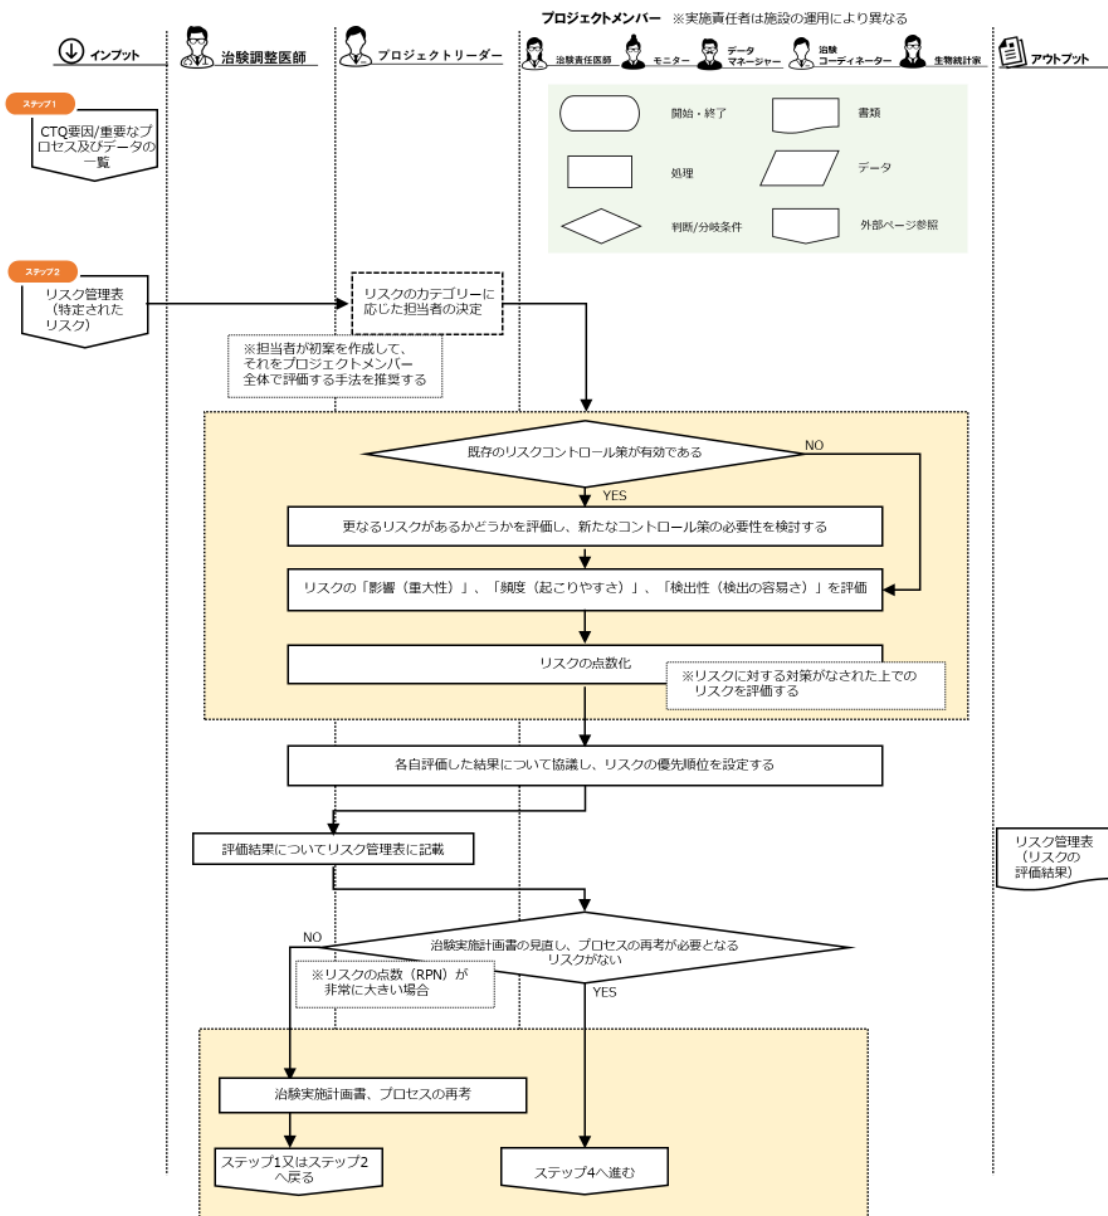 プロジェクトメンバー ※実施責任者は施設の運用により異なる
インプット
治験調整医師
プロジェクトリーダー
治験責任医師
モニター
データ
マネージャー
治験
コーディネーター
生物統計家
アウトプット
ステップ1
CTQ要因/重要なプ
ロセス及びデータの
一覧
開始・終了
書類
処理
データ
判断/分岐条件
外部ページ参照
ステップ2
リスク管理表
（特定された
リスク）
リスクのカテゴリーに
応じた担当者の決定
※担当者が初案を作成して、
それをプロジェクトメンバー
全体で評価する手法を推奨する
既存のリスクコントロール策が有効である
NO
YES
更なるリスクがあるかどうかを評価し、新たなコントロール策の必要性を検討する
リスクの「影響（重大性）」、「頻度（起こりやすさ）」、「検出性（検出の容易さ）」を評価
リスクの点数化
※リスクに対する対策がなされた上での
リスクを評価する
各自評価した結果について協議し、リスクの優先順位を設定する
評価結果についてリスク管理表に記載
リスク管理表
（リスクの
評価結果）
NO
治験実施計画書の見直し、プロセスの再考が必要となる
リスクがない
※リスクの点数（RPN）が
非常に大きい場合
YES
治験実施計画書、プロセスの再考
ステップ1又はステップ2
へ戻る
ステップ4へ進む